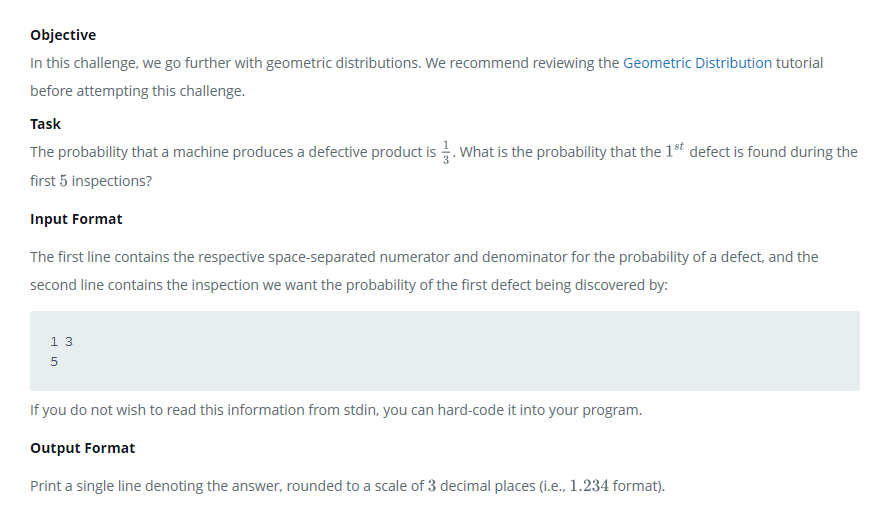 Objective
In this challenge, we go further with geometric distributions. We recommend reviewing the Geometric Distribution tutorial
before attempting this challenge.
Task
The probability that a machine produces a defective product is 1/3. What is the probability that the 1st defect is found during the
first 5 inspections?
Input Format
The first line contains the respective space-separated numerator and denominator for the probability of a defect, and the
second line contains the inspection we want the probability of the first defect being discovered by:
1 3
5
If you do not wish to read this information from stdin, you can hard-code it into your program.
Output Format
Print a single line denoting the answer, rounded to a scale of 3 decimal places (i.e., 1.234 format).